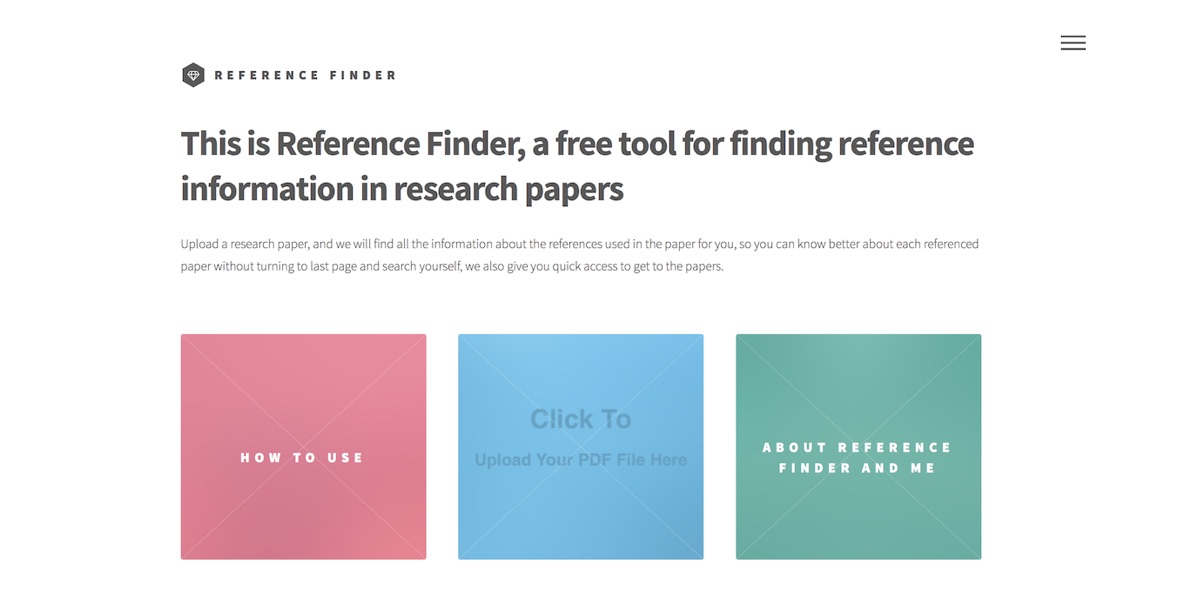 REFERENCE FINDER
This is Reference Finder, a free tool for finding reference
information in research papers
Upload a research paper, and we will find all the information about the references used in the paper for you, so you can know better about each referenced
paper without turning to last page and search yourself, we also give you quick access to get to the papers.
HOW TO USE
Click To
Upload Your PDF File Here
ABOUT REFERENCE
FINDER AND ME